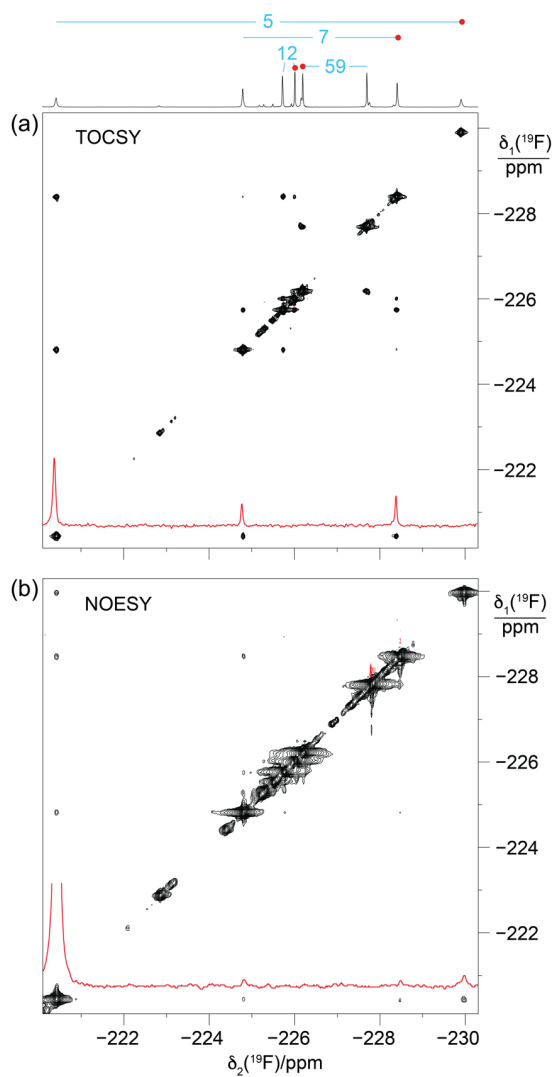 5
7
12
59
(a)
TOCSY
δ₁(¹⁹F)
ppm
−228
−226
−224
−222
(b)
NOESY
δ₁(¹⁹F)
ppm
−228
−226
−224
−222
−222 −224 −226 −228 −230
δ₂(¹⁹F)/ppm